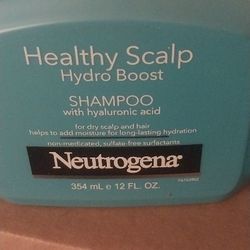 Healthy Scalp
Hydro Boost
SHAMPOO
with hyaluronic acid
for dry scalp and hair
helps to add moisture for long-lasting hydration
non-medicated, sulfate-free surfactants
Neutrogena®
354 mL e 12 FL. OZ.